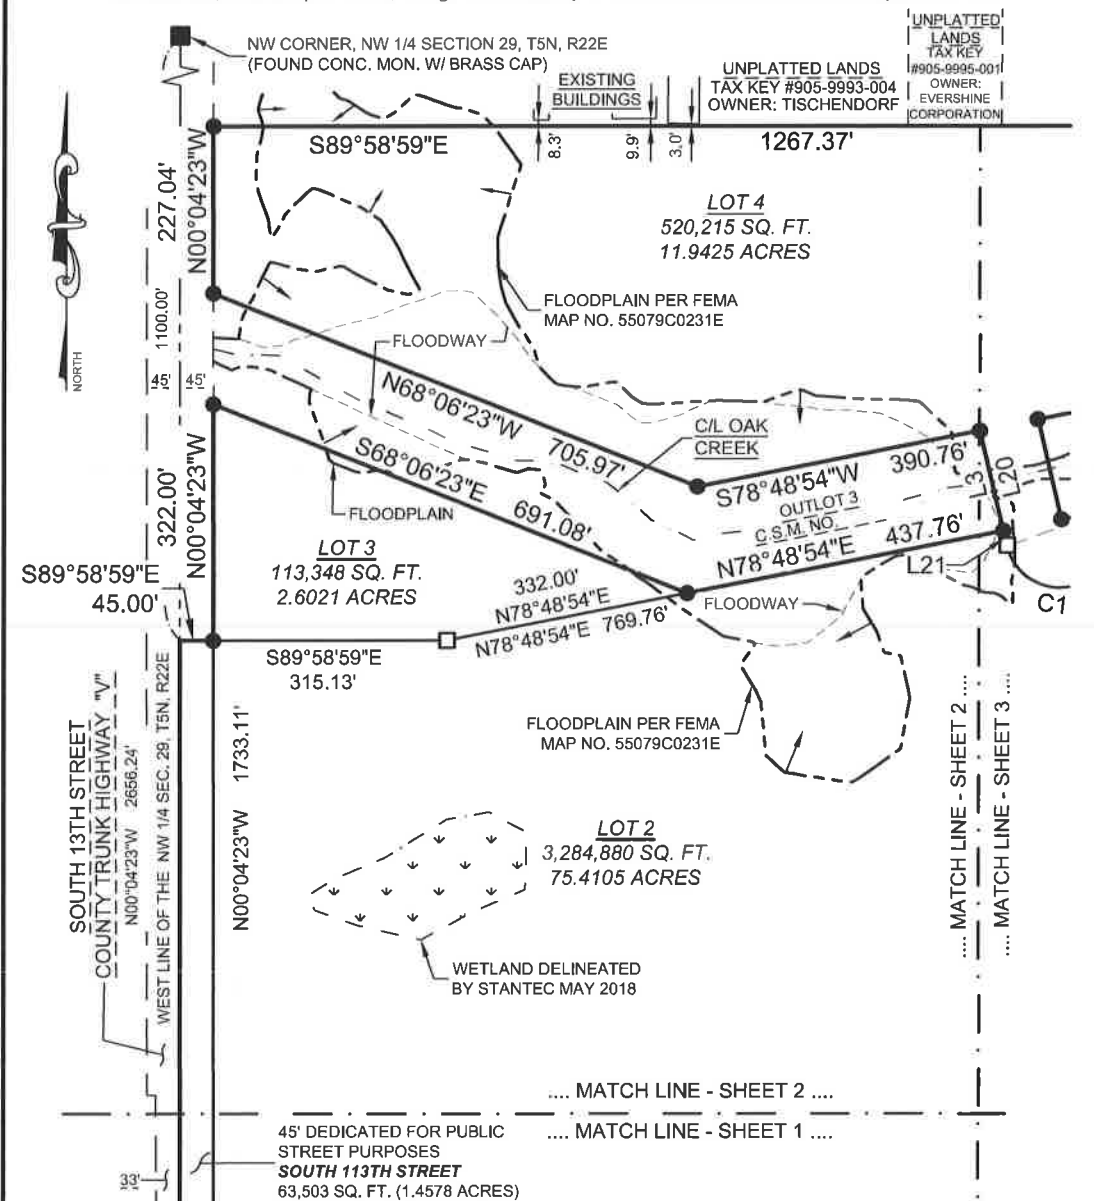 NW CORNER, NW 1/4 SECTION 29, T5N, R22E
(FOUND CONC. MON. W/ BRASS CAP)
EXISTING
BUILDINGS
UNPLATTED LANDS
TAX KEY #905-9993-004
OWNER: TISCHENDORF
UNPLATTED
LANDS
TAX KEY
#905-9995-001
OWNER:
EVERSHINE
CORPORATION
S89°58'59"E
8.3'
9.9'
3.0'
1267.37'
227.04'
N00°04'23"W
LOT 4
520,215 SQ. FT.
11.9425 ACRES
FLOODPLAIN PER FEMA
MAP NO. 55079C0231E
NORTH
1100.00'
45'
45'
FLOODWAY
N68°06'23"W
705.97'
C/L OAK
CREEK
S78°48'54"W
390.76'
OUTLOT 3
C.S.M. NO.
N78°48'54"E
437.76'
L3.
L20
L21
C1
322.00'
N00°04'23"W
S68°06'23"E
691.08'
FLOODPLAIN
LOT 3
113,348 SQ. FT.
2.6021 ACRES
S89°58'59"E
45.00'
332.00'
N78°48'54"E
N78°48'54"E 769.76'
FLOODWAY
S89°58'59"E
315.13'
FLOODPLAIN PER FEMA
MAP NO. 55079C0231E
SOUTH 13TH STREET
COUNTY TRUNK HIGHWAY "V"
N00°04'23"W 2656.24'
WEST LINE OF THE NW 1/4 SEC. 29, T5N, R22E
N00°04'23"W 1733.11'
LOT 2
3,284,880 SQ. FT.
75.4105 ACRES
WETLAND DELINEATED
BY STANTEC MAY 2018
.... MATCH LINE - SHEET 2 ....
.... MATCH LINE - SHEET 3 ....
.... MATCH LINE - SHEET 2 ....
.... MATCH LINE - SHEET 1 ....
45' DEDICATED FOR PUBLIC
STREET PURPOSES
SOUTH 113TH STREET
63,503 SQ. FT. (1.4578 ACRES)
33'